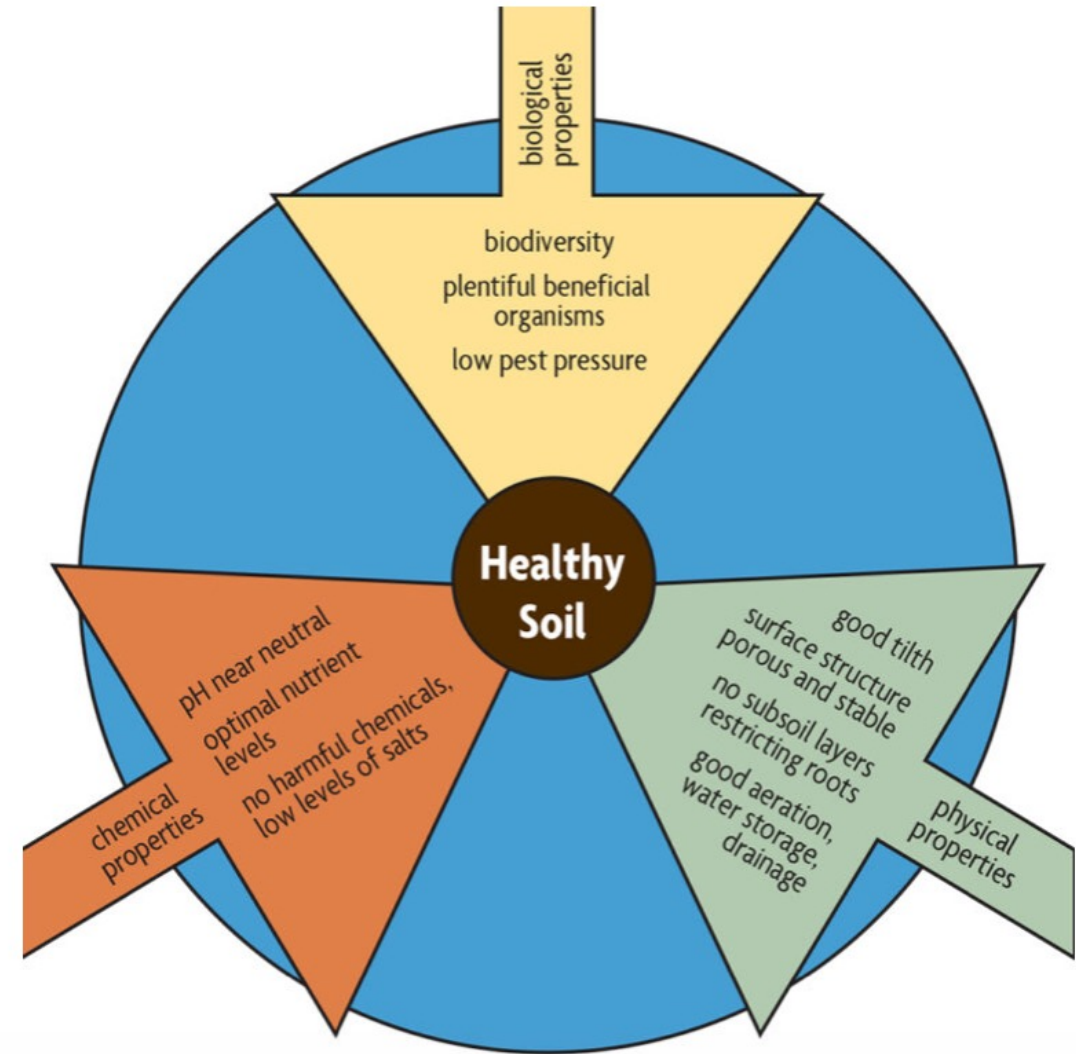 biological
properties
biodiversity
plentiful beneficial
organisms
low pest pressure
Healthy
Soil
pH near neutral
optimal nutrient
levels
no harmful chemicals,
low levels of salts
chemical
properties
good tilth
surface structure
porous and stable
no subsoil layers
restricting roots
good aeration,
water storage,
drainage
physical
properties